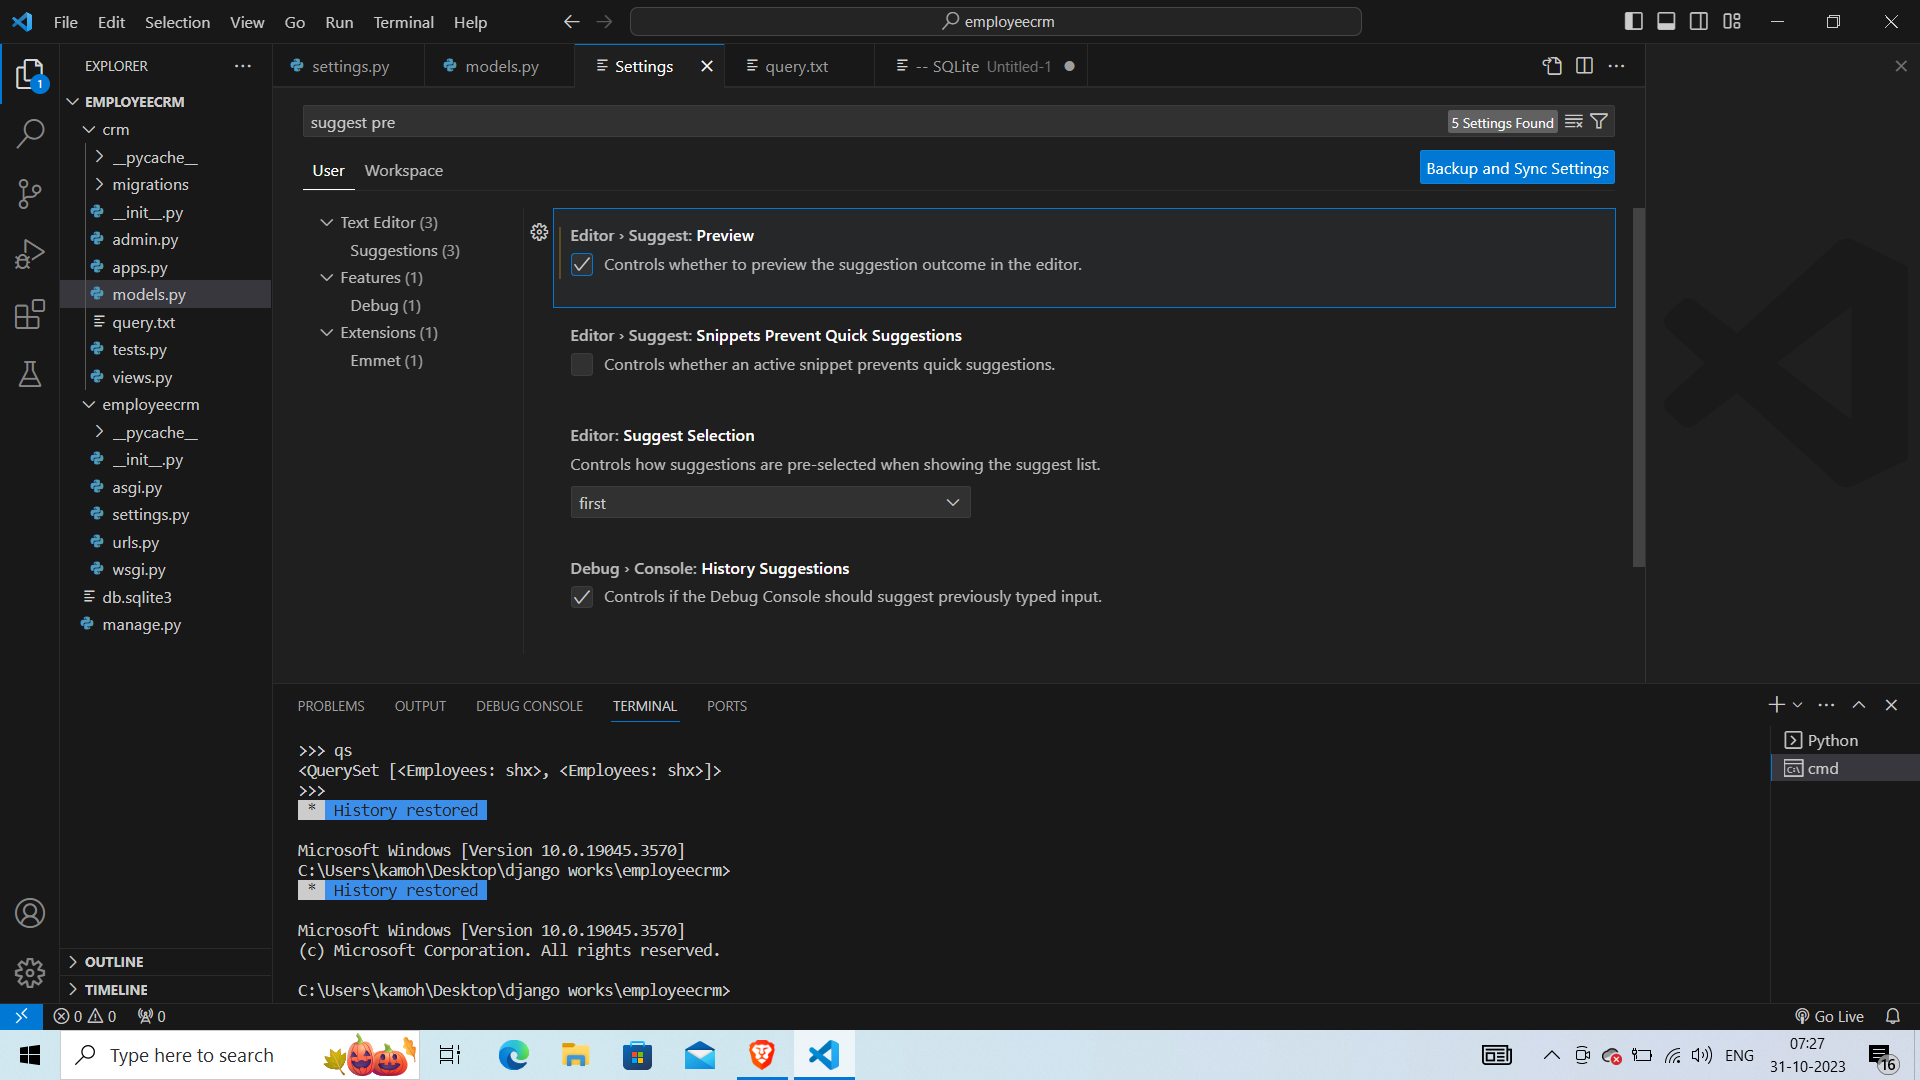 File Edit Selection View Go Run Terminal Help
employeecrm
EXPLORER
1
EMPLOYEECRM
crm
__pycache__
migrations
__init__.py
admin.py
apps.py
models.py
query.txt
tests.py
views.py
employeecrm
__pycache__
__init__.py
asgi.py
settings.py
urls.py
wsgi.py
db.sqlite3
manage.py
OUTLINE
TIMELINE
settings.py
models.py
Settings
query.txt
-- SQLite Untitled-1
suggest pre
5 Settings Found
User Workspace
Backup and Sync Settings
Text Editor (3)
Suggestions (3)
Features (1)
Debug (1)
Extensions (1)
Emmet (1)
Editor › Suggest: Preview
Controls whether to preview the suggestion outcome in the editor.
Editor › Suggest: Snippets Prevent Quick Suggestions
Controls whether an active snippet prevents quick suggestions.
Editor: Suggest Selection
Controls how suggestions are pre-selected when showing the suggest list.
first
Debug › Console: History Suggestions
Controls if the Debug Console should suggest previously typed input.
PROBLEMS OUTPUT DEBUG CONSOLE TERMINAL PORTS
>>> qs
<QuerySet [<Employees: shx>, <Employees: shx>]>
>>>
* History restored
Microsoft Windows [Version 10.0.19045.3570]
C:\Users\kamoh\Desktop\django works\employeecrm>
* History restored
Microsoft Windows [Version 10.0.19045.3570]
(c) Microsoft Corporation. All rights reserved.
C:\Users\kamoh\Desktop\django works\employeecrm>
Python
cmd
0 0 0
Go Live
Type here to search
ENG
07:27
31-10-2023
16